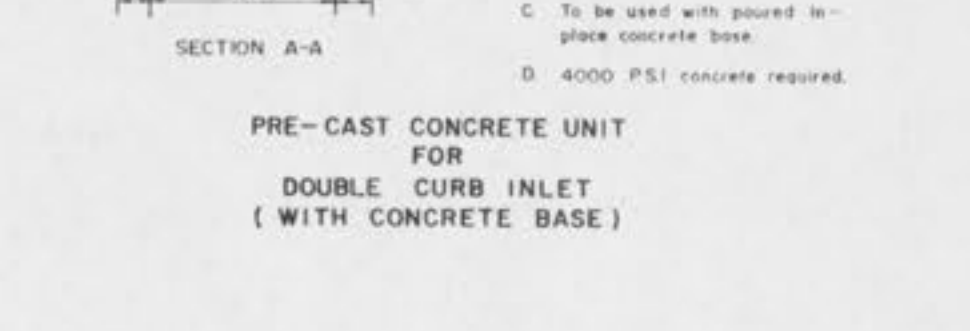 C. To be used with poured in-
place concrete base.
D. 4000 P.S.I concrete required.
SECTION A-A
PRE-CAST CONCRETE UNIT
FOR
DOUBLE CURB INLET
( WITH CONCRETE BASE )